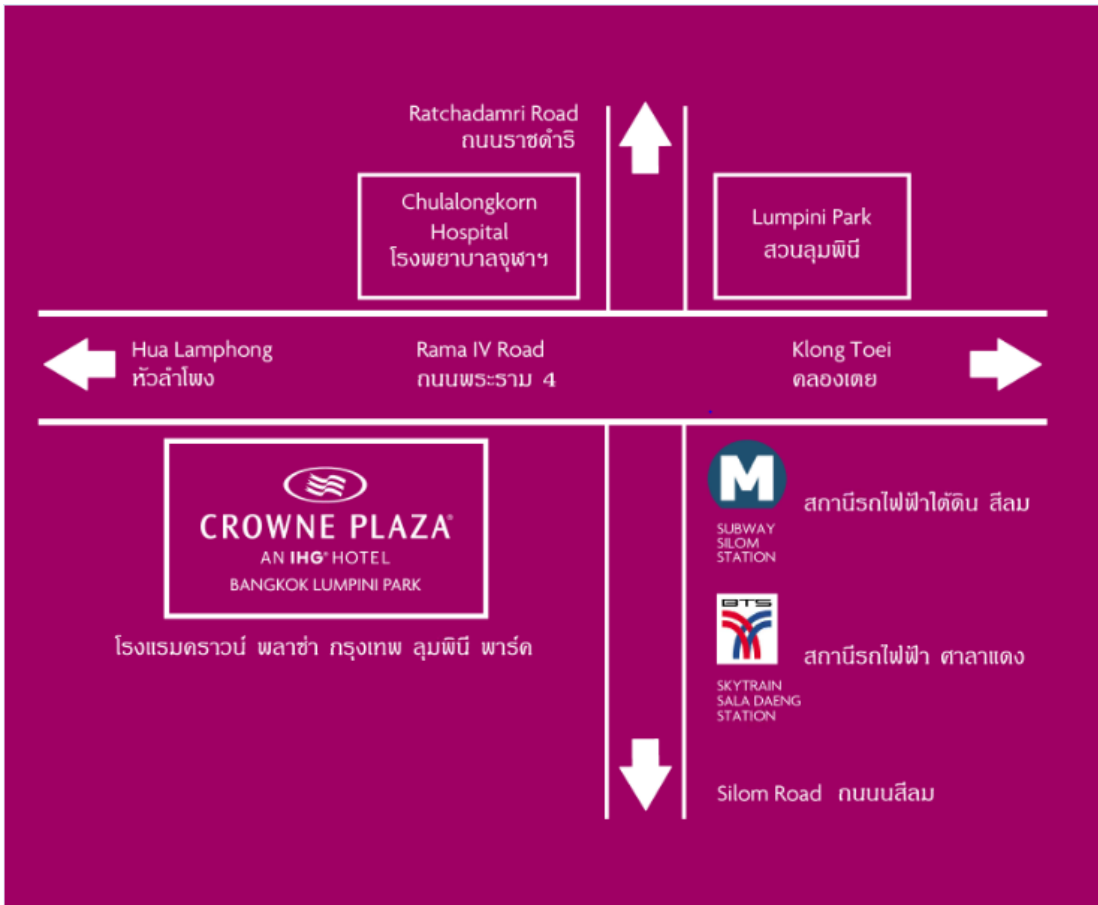 Ratchadamri Road
ถนนราชดำริ
Chulalongkorn
Hospital
โรงพยาบาลจุฬาฯ
Lumpini Park
สวนลุมพินี
Hua Lamphong
หัวลำโพง
Rama IV Road
ถนนพระราม 4
Klong Toei
คลองเตย
CROWNE PLAZA®
AN IHG® HOTEL
BANGKOK LUMPINI PARK
โรงแรมคราวน์ พลาซ่า กรุงเทพ ลุมพินี พาร์ค
M
SUBWAY
SILOM
STATION
สถานีรถไฟฟ้าใต้ดิน สีลม
BTS
SKYTRAIN
SALA DAENG
STATION
สถานีรถไฟฟ้า ศาลาแดง
Silom Road ถนนสีลม